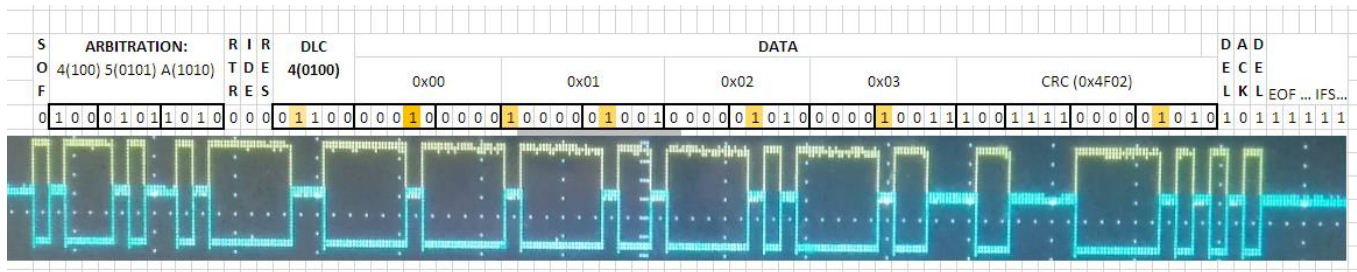 S ARBITRATION: R I R DLC DATA D A D
O 4(100) 5(0101) A(1010) T D E 4(0100) 0x00 0x01 0x02 0x03 CRC (0x4F02) E C E
F R E S L K L EOF ... IFS...
0 1 0 0 0 1 0 1 1 0 1 0 0 0 0 0 1 1 0 0 0 0 0 1 0 0 0 0 0 1 0 0 0 0 0 1 0 0 1 0 0 0 0 0 1 0 1 0 0 0 0 0 1 0 0 1 1 1 0 0 1 1 1 1 0 0 0 0 0 1 0 1 0 1 0 1 1 1 1 1 1